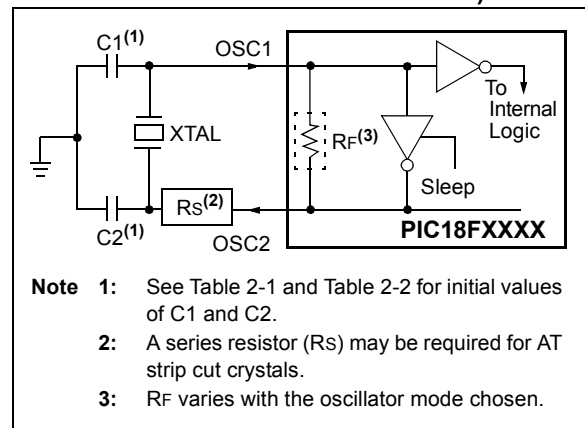 C1(1)
OSC1
To
Internal
Logic
XTAL
RF(3)
Sleep
RS(2)
C2(1)
OSC2
PIC18FXXXX
Note 1: See Table 2-1 and Table 2-2 for initial values
of C1 and C2.
2: A series resistor (RS) may be required for AT
strip cut crystals.
3: RF varies with the oscillator mode chosen.